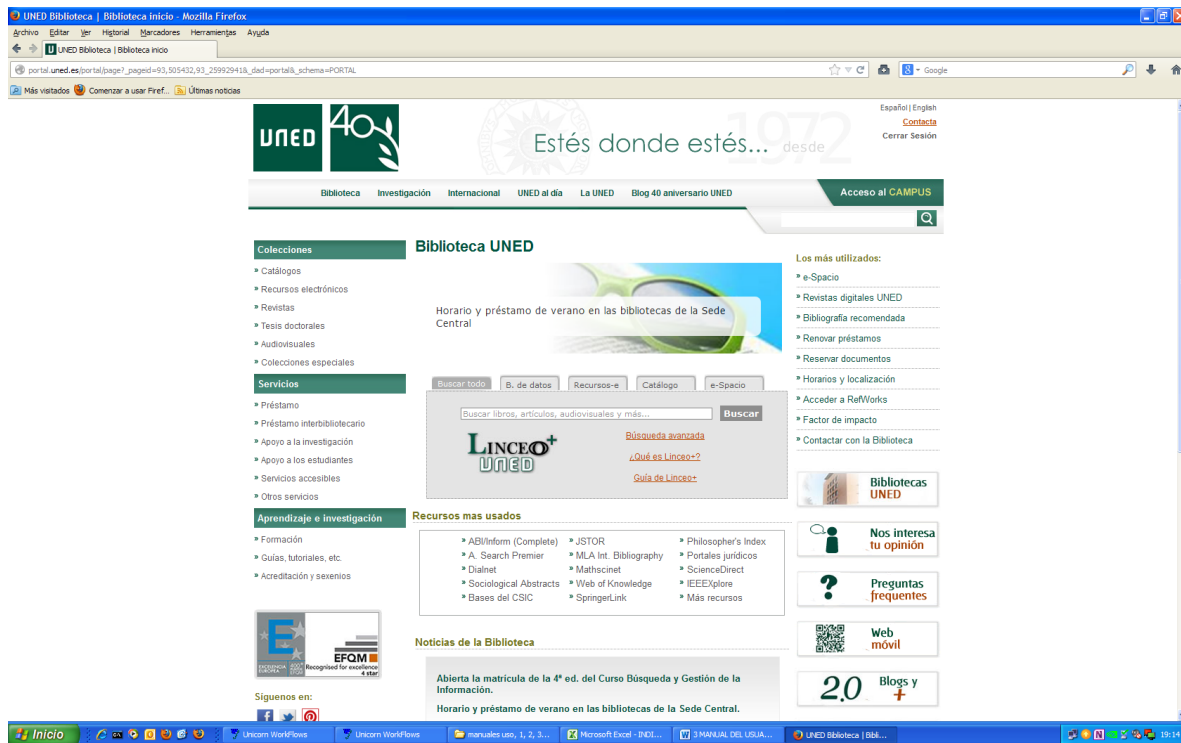 UNED Biblioteca | Biblioteca inicio - Mozilla Firefox
Archivo Editar Ver Historial Marcadores Herramientas Ayuda
UNED Biblioteca | Biblioteca inicio
portal.uned.es/portal/page?_pageid=93,505432,93_25992941&_dad=portal&_schema=PORTAL
Google
Más visitados Comenzar a usar Firef... Últimas noticias
Español | English
Contacta
Cerrar Sesión
UNED 40
Estés donde estés... desde 1972
Biblioteca Investigación Internacional UNED al día La UNED Blog 40 aniversario UNED
Acceso al CAMPUS
Colecciones
» Catálogos
» Recursos electrónicos
» Revistas
» Tesis doctorales
» Audiovisuales
» Colecciones especiales
Servicios
» Préstamo
» Préstamo interbibliotecario
» Apoyo a la investigación
» Apoyo a los estudiantes
» Servicios accesibles
» Otros servicios
Aprendizaje e investigación
» Formación
» Guías, tutoriales, etc.
» Acreditación y sexenios
EXCELENCIA EUROPEA
EFQM
Recognised for excellence
4 star
Síguenos en:
Biblioteca UNED
Horario y préstamo de verano en las bibliotecas de la Sede
Central
Buscar todo B. de datos Recursos-e Catálogo e-Spacio
Buscar libros, artículos, audiovisuales y más... Buscar
LINCEO+
UNED
Búsqueda avanzada
¿Qué es Linceo+?
Guía de Linceo+
Recursos mas usados
» ABI/Inform (Complete) » JSTOR » Philosopher's Index
» A. Search Premier » MLA Int. Bibliography » Portales jurídicos
» Dialnet » Mathscinet » ScienceDirect
» Sociological Abstracts » Web of Knowledge » IEEEXplore
» Bases del CSIC » SpringerLink » Más recursos
Noticias de la Biblioteca
Abierta la matrícula de la 4ª ed. del Curso Búsqueda y Gestión de la
Información.
Horario y préstamo de verano en las bibliotecas de la Sede Central.
Los más utilizados:
» e-Spacio
» Revistas digitales UNED
» Bibliografía recomendada
» Renovar préstamos
» Reservar documentos
» Horarios y localización
» Acceder a RefWorks
» Factor de impacto
» Contactar con la Biblioteca
Bibliotecas
UNED
Nos interesa
tu opinión
Preguntas
frequentes
Web
móvil
2.0 Blogs y
+
Inicio
Unicorn WorkFlows
Unicorn WorkFlows
manuales uso, 1, 2, 3...
Microsoft Excel - INDI...
3 MANUAL DEL USUA...
UNED Biblioteca | Bibl...
19:14